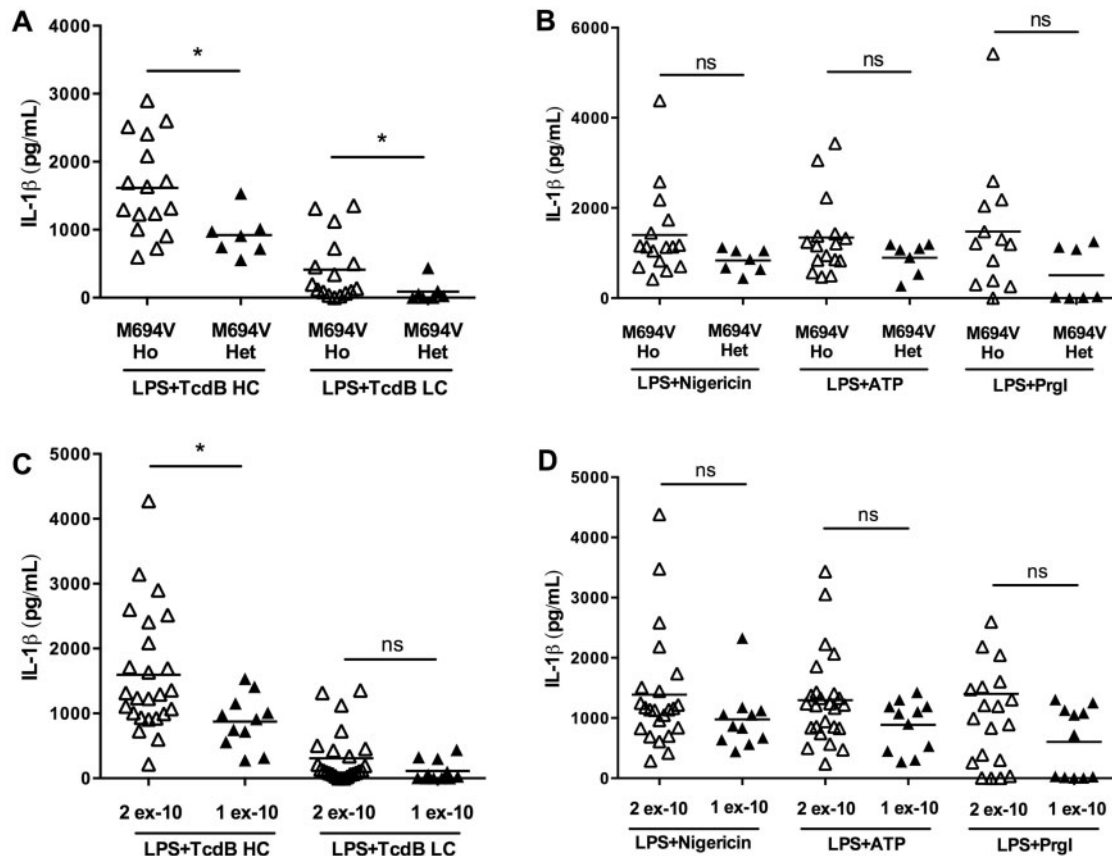 A
IL-1β (pg/mL)
4000
3000
2000
1000
0
*
*
M694V
Ho
M694V
Het
M694V
Ho
M694V
Het
LPS+TcdB HC
LPS+TcdB LC
B
IL-1β (pg/mL)
6000
4000
2000
0
ns
ns
ns
M694V
Ho
M694V
Het
M694V
Ho
M694V
Het
M694V
Ho
M694V
Het
LPS+Nigericin
LPS+ATP
LPS+PrgI
C
IL-1β (pg/mL)
5000
4000
3000
2000
1000
0
*
ns
2 ex-10
1 ex-10
2 ex-10
1 ex-10
LPS+TcdB HC
LPS+TcdB LC
D
IL-1β (pg/mL)
5000
4000
3000
2000
1000
0
ns
ns
ns
2 ex-10
1 ex-10
2 ex-10
1 ex-10
2 ex-10
1 ex-10
LPS+Nigericin
LPS+ATP
LPS+PrgI